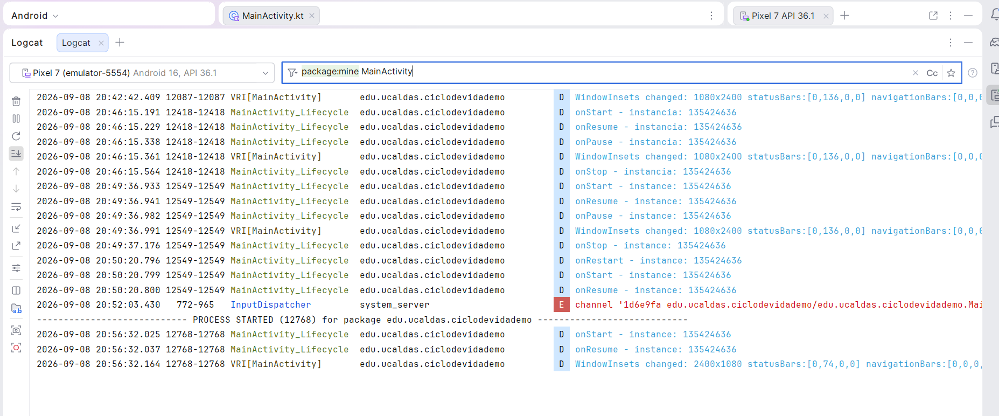 Android MainActivity.kt Pixel 7 API 36.1
Logcat Logcat
Pixel 7 (emulator-5554) Android 16, API 36.1 package:mine MainActivity Cc
2026-09-08 20:42:42.409 12087-12087 VRI[MainActivity] edu.ucaldas.ciclodevidademo D WindowInsets changed: 1080x2400 statusBars:[0,136,0,0] navigationBars:[0,0,0
2026-09-08 20:46:15.191 12418-12418 MainActivity_Lifecycle edu.ucaldas.ciclodevidademo D onStart - instancia: 135424636
2026-09-08 20:46:15.229 12418-12418 MainActivity_Lifecycle edu.ucaldas.ciclodevidademo D onResume - instancia: 135424636
2026-09-08 20:46:15.338 12418-12418 MainActivity_Lifecycle edu.ucaldas.ciclodevidademo D onPause - instancia: 135424636
2026-09-08 20:46:15.361 12418-12418 VRI[MainActivity] edu.ucaldas.ciclodevidademo D WindowInsets changed: 1080x2400 statusBars:[0,136,0,0] navigationBars:[0,0,0
2026-09-08 20:46:15.564 12418-12418 MainActivity_Lifecycle edu.ucaldas.ciclodevidademo D onStop - instancia: 135424636
2026-09-08 20:49:36.933 12549-12549 MainActivity_Lifecycle edu.ucaldas.ciclodevidademo D onStart - instance: 135424636
2026-09-08 20:49:36.941 12549-12549 MainActivity_Lifecycle edu.ucaldas.ciclodevidademo D onResume - instance: 135424636
2026-09-08 20:49:36.982 12549-12549 MainActivity_Lifecycle edu.ucaldas.ciclodevidademo D onPause - instance: 135424636
2026-09-08 20:49:36.991 12549-12549 VRI[MainActivity] edu.ucaldas.ciclodevidademo D WindowInsets changed: 1080x2400 statusBars:[0,136,0,0] navigationBars:[0,0,0
2026-09-08 20:49:37.176 12549-12549 MainActivity_Lifecycle edu.ucaldas.ciclodevidademo D onStop - instance: 135424636
2026-09-08 20:50:20.796 12549-12549 MainActivity_Lifecycle edu.ucaldas.ciclodevidademo D onRestart - instance: 135424636
2026-09-08 20:50:20.799 12549-12549 MainActivity_Lifecycle edu.ucaldas.ciclodevidademo D onStart - instance: 135424636
2026-09-08 20:50:20.800 12549-12549 MainActivity_Lifecycle edu.ucaldas.ciclodevidademo D onResume - instance: 135424636
2026-09-08 20:52:03.430 772-965 InputDispatcher system_server E channel '1d6e9fa edu.ucaldas.ciclodevidademo/edu.ucaldas.ciclodevidademo.Mai
---------------------------- PROCESS STARTED (12768) for package edu.ucaldas.ciclodevidademo ----------------------------
2026-09-08 20:56:32.025 12768-12768 MainActivity_Lifecycle edu.ucaldas.ciclodevidademo D onStart - instance: 135424636
2026-09-08 20:56:32.037 12768-12768 MainActivity_Lifecycle edu.ucaldas.ciclodevidademo D onResume - instance: 135424636
2026-09-08 20:56:32.164 12768-12768 VRI[MainActivity] edu.ucaldas.ciclodevidademo D WindowInsets changed: 2400x1080 statusBars:[0,74,0,0] navigationBars:[0,0,0,